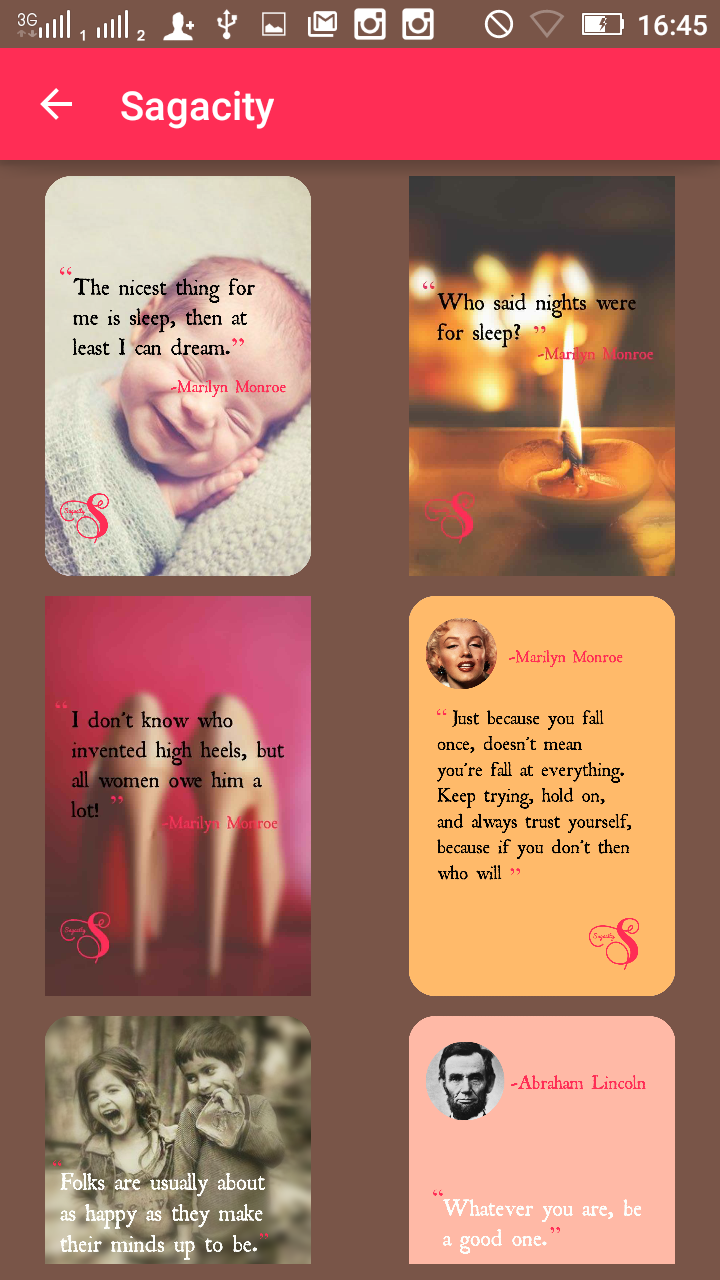 3G 1 2 16:45
Sagacity
“The nicest thing for
me is sleep, then at
least I can dream.”
-Marilyn Monroe
Sagacity S
“Who said nights were
for sleep? ”
-Marilyn Monroe
Sagacity S
“I don't know who
invented high heels, but
all women owe him a
lot! ”
-Marilyn Monroe
Sagacity S
-Marilyn Monroe
“ Just because you fall
once, doesn't mean
you're fall at everything.
Keep trying, hold on,
and always trust yourself,
because if you don't then
who will ”
Sagacity S
“Folks are usually about
as happy as they make
their minds up to be.”
-Abraham Lincoln
“Whatever you are, be
a good one.”